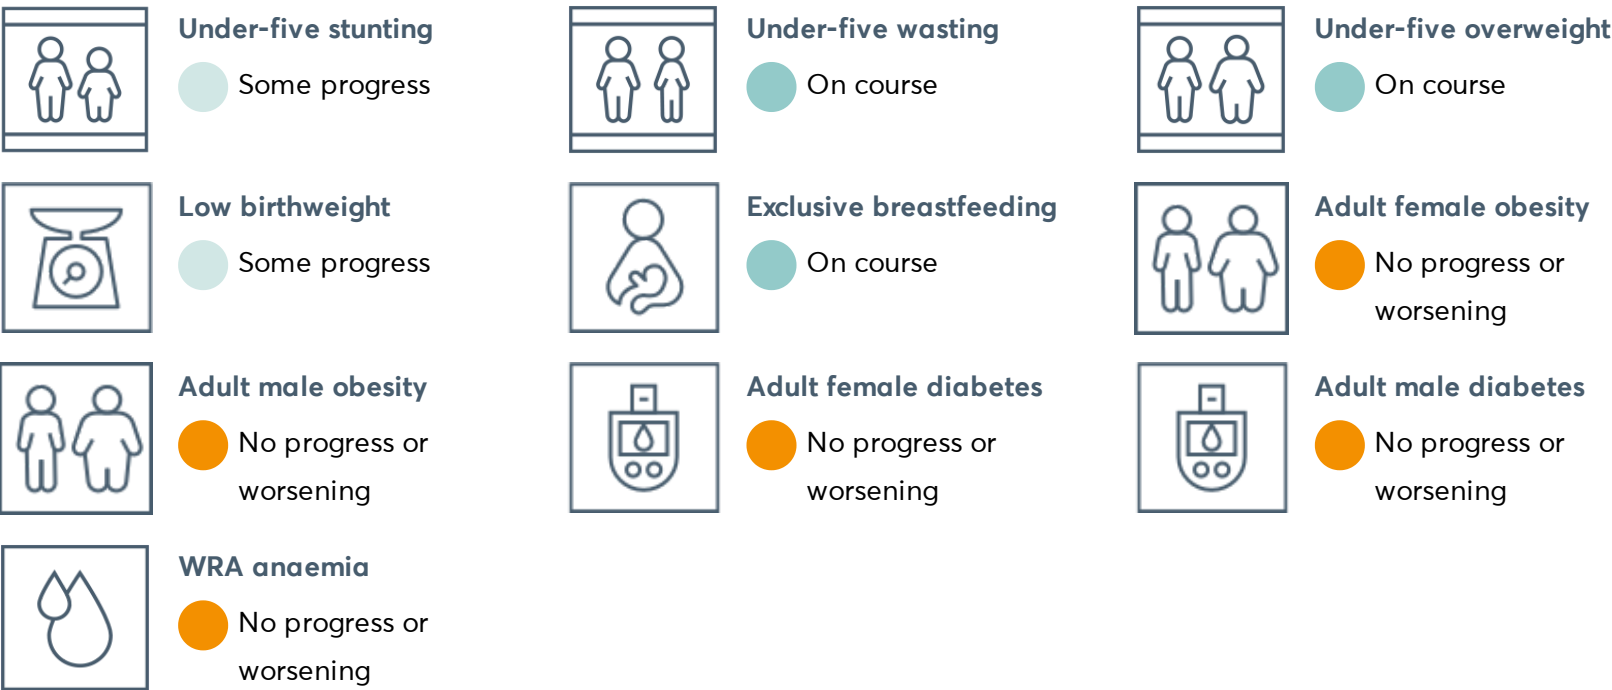 Under-five stunting
Some progress
Under-five wasting
On course
Under-five overweight
On course
Low birthweight
Some progress
Exclusive breastfeeding
On course
Adult female obesity
No progress or
worsening
Adult male obesity
No progress or
worsening
Adult female diabetes
No progress or
worsening
Adult male diabetes
No progress or
worsening
WRA anaemia
No progress or
worsening